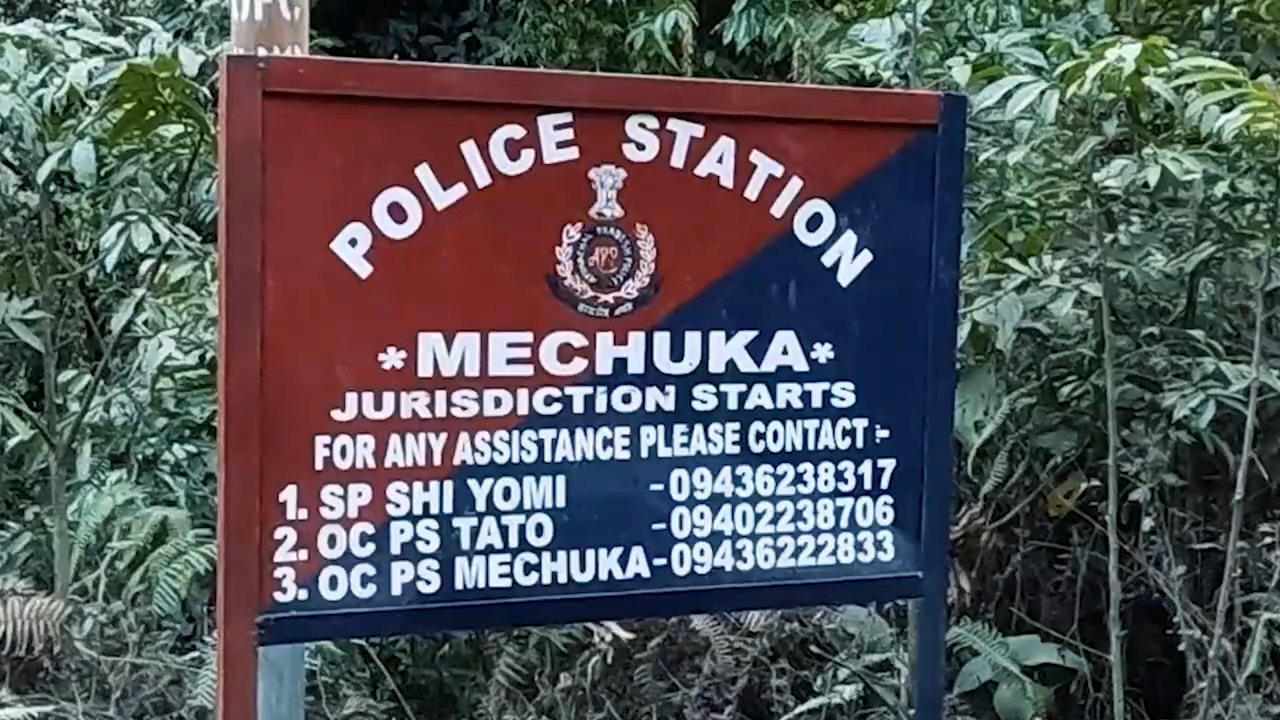 POLICE STATION
*MECHUKA*
JURISDICTION STARTS
FOR ANY ASSISTANCE PLEASE CONTACT :-
1. SP SHI YOMI -09436238317
2. OC PS TATO -09402238706
3. OC PS MECHUKA-09436222833